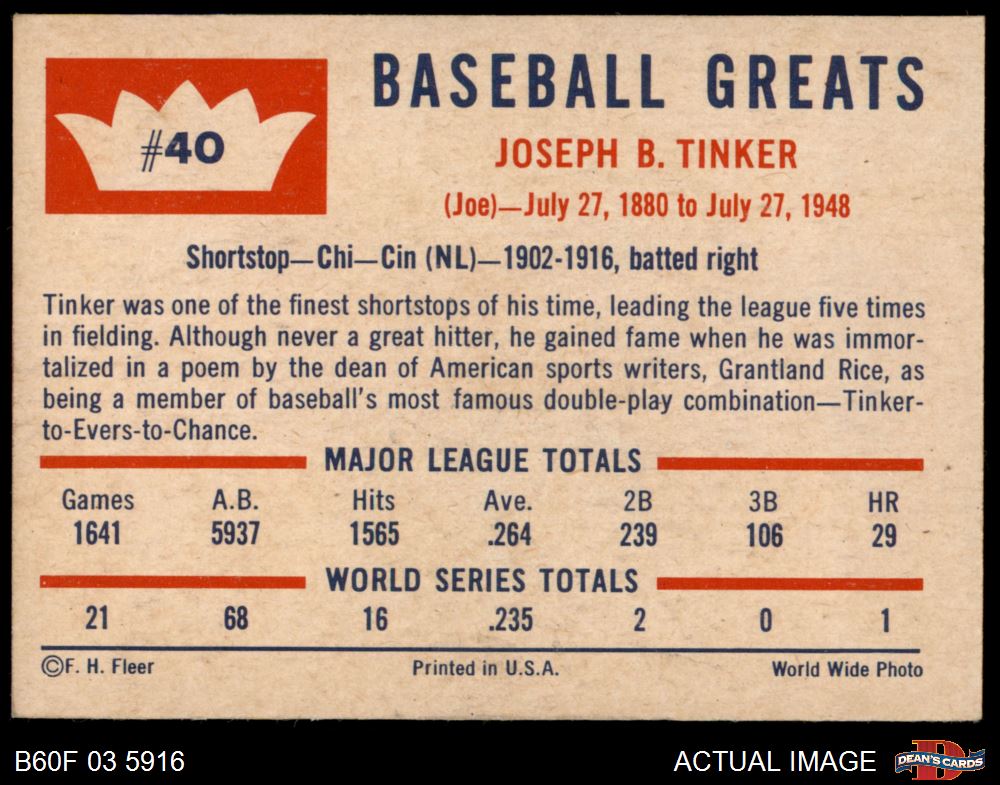 #40
BASEBALL GREATS
JOSEPH B. TINKER
(Joe)—July 27, 1880 to July 27, 1948
Shortstop—Chi—Cin (NL)—1902-1916, batted right
Tinker was one of the finest shortstops of his time, leading the league five times
in fielding. Although never a great hitter, he gained fame when he was immor-
talized in a poem by the dean of American sports writers, Grantland Rice, as
being a member of baseball's most famous double-play combination—Tinker-
to-Evers-to-Chance.
MAJOR LEAGUE TOTALS
Games A.B. Hits Ave. 2B 3B HR
1641 5937 1565 .264 239 106 29
WORLD SERIES TOTALS
21 68 16 .235 2 0 1
©F. H. Fleer Printed in U.S.A. World Wide Photo
B60F 03 5916 ACTUAL IMAGE DEAN'S CARDS